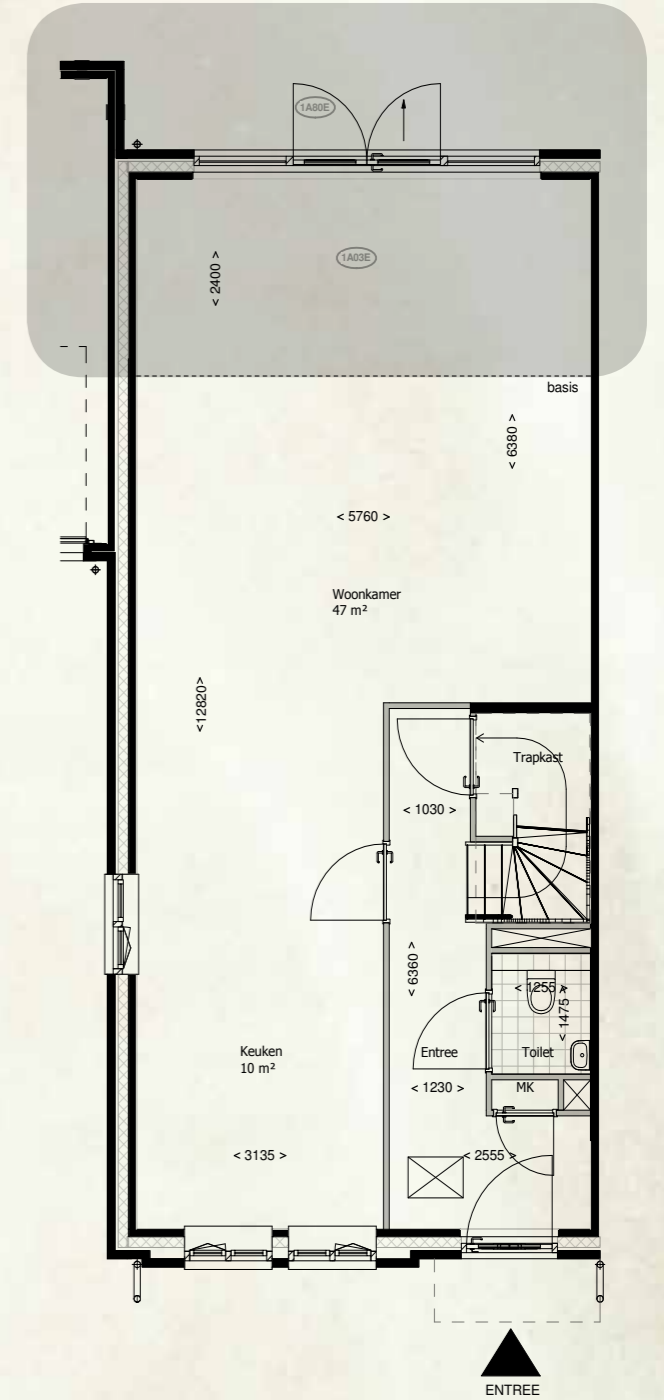 1A80E
1A03E
< 2400 >
basis
< 6380 >
< 5760 >
Woonkamer
47 m²
<12820>
Trapkast
< 1030 >
< 6360 >
< 1255 >
< 1475 >
Keuken
10 m²
Entree
Toilet
< 1230 >
MK
< 3135 >
< 2555 >
ENTREE